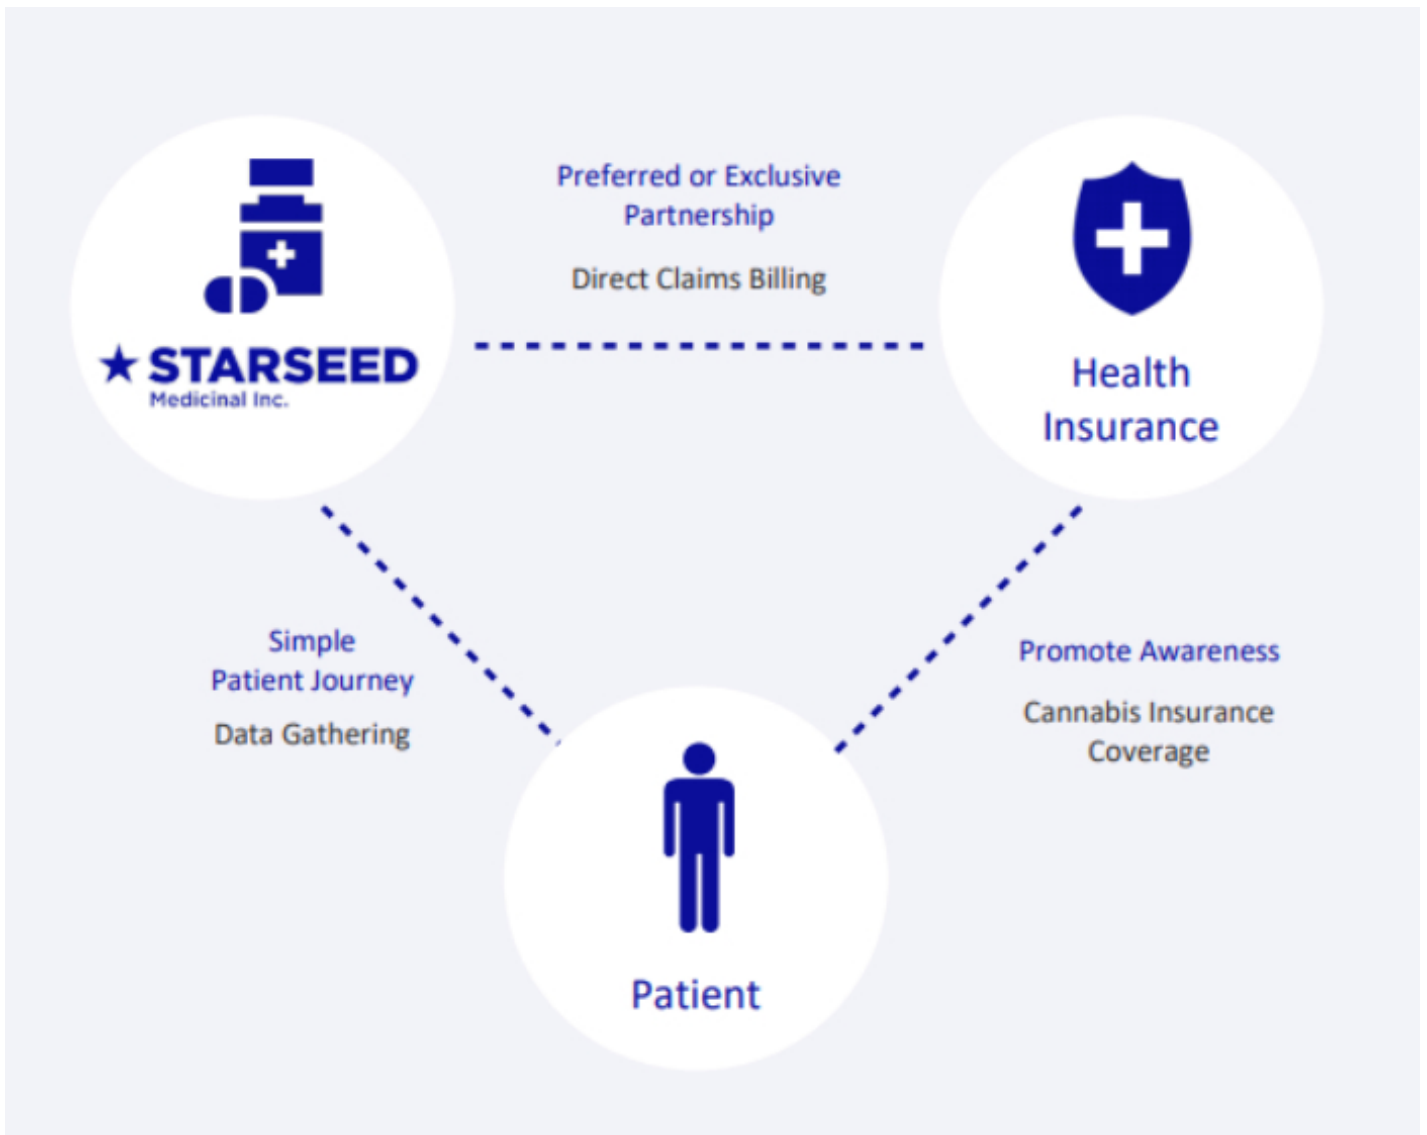 Preferred or Exclusive
Partnership
Direct Claims Billing
★ STARSEED
Medicinal Inc.
Health
Insurance
Simple
Patient Journey
Data Gathering
Promote Awareness
Cannabis Insurance
Coverage
Patient